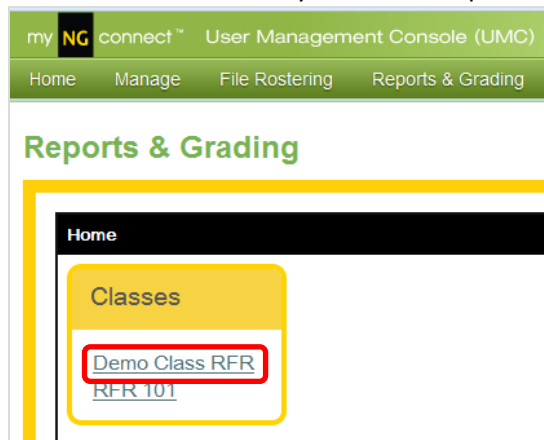 my NG connect™ User Management Console (UMC)
Home Manage File Rostering Reports & Grading
Reports & Grading
Home
Classes
Demo Class RFR
RFR 101